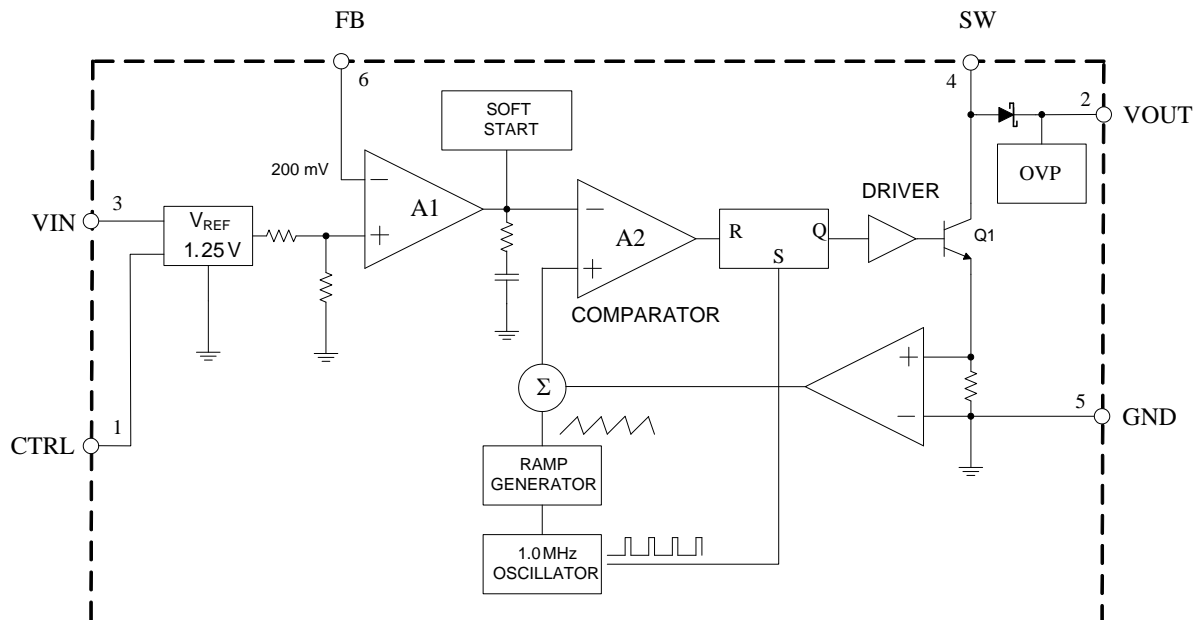 FB
SW
6
4
SOFT
START
2
VOUT
200 mV
OVP
DRIVER
−
A1
+
3
VIN
VREF
1.25 V
−
A2
+
R
Q
S
Q1
COMPARATOR
+
−
Σ
5
GND
1
CTRL
RAMP
GENERATOR
1.0 MHz
OSCILLATOR